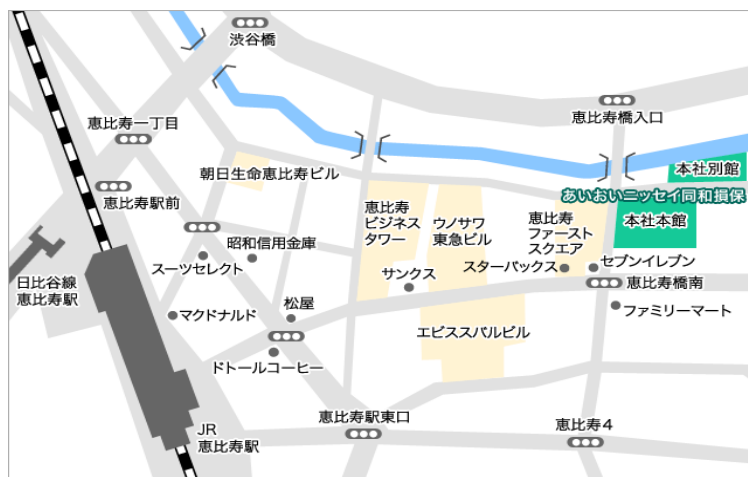 渋谷橋
恵比寿橋入口
恵比寿一丁目
本社別館
朝日生命恵比寿ビル
あいおいニッセイ同和損保
恵比寿駅前
恵比寿
ビジネス
タワー
ウノサワ
東急ビル
恵比寿
ファースト
スクエア
本社本館
昭和信用金庫
スーツセレクト
サンクス
スターバックス
セブンイレブン
日比谷線
恵比寿駅
恵比寿橋南
マクドナルド
松屋
エビススバルビル
ファミリーマート
ドトールコーヒー
恵比寿駅東口
恵比寿4
JR
恵比寿駅